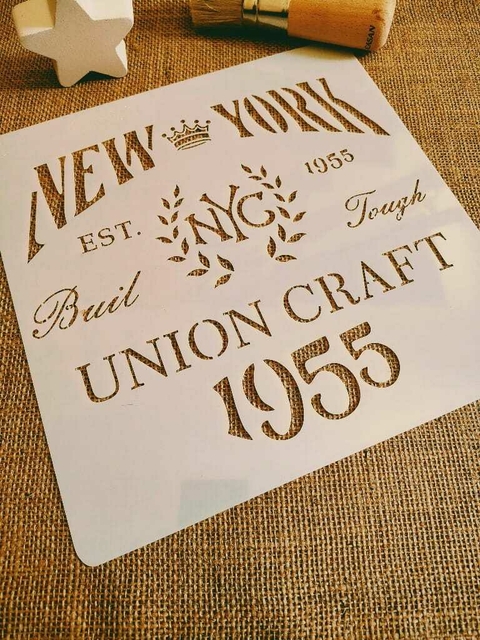 NEW YORK
EST. NYC 1955
Buil Tough
UNION CRAFT
1955